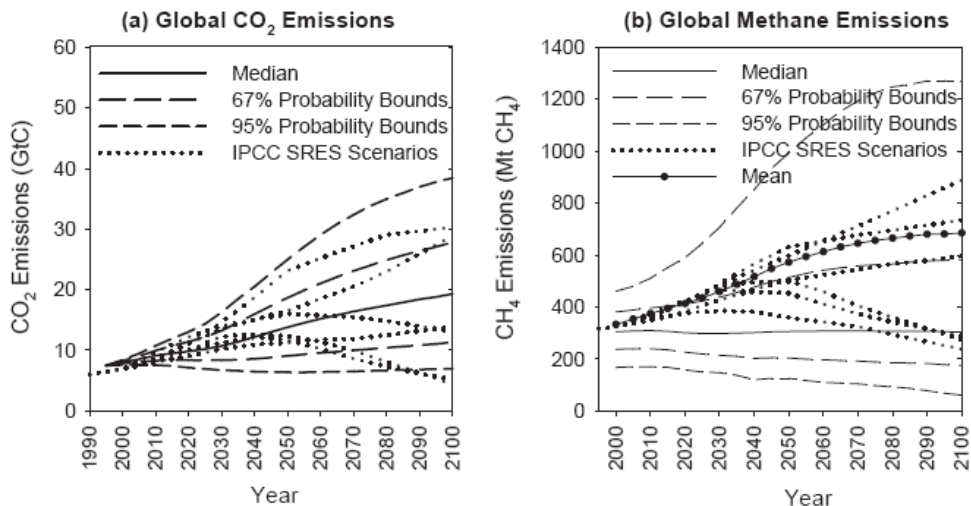 (a) Global CO₂ Emissions
CO₂ Emissions (GtC)
60
50
40
30
20
10
0
Median
67% Probability Bounds
95% Probability Bounds
IPCC SRES Scenarios
1990
2000
2010
2020
2030
2040
2050
2060
2070
2080
2090
2100
Year
(b) Global Methane Emissions
CH₄ Emissions (Mt CH₄)
1400
1200
1000
800
600
400
200
0
Median
67% Probability Bounds
95% Probability Bounds
IPCC SRES Scenarios
Mean
2000
2010
2020
2030
2040
2050
2060
2070
2080
2090
2100
Year